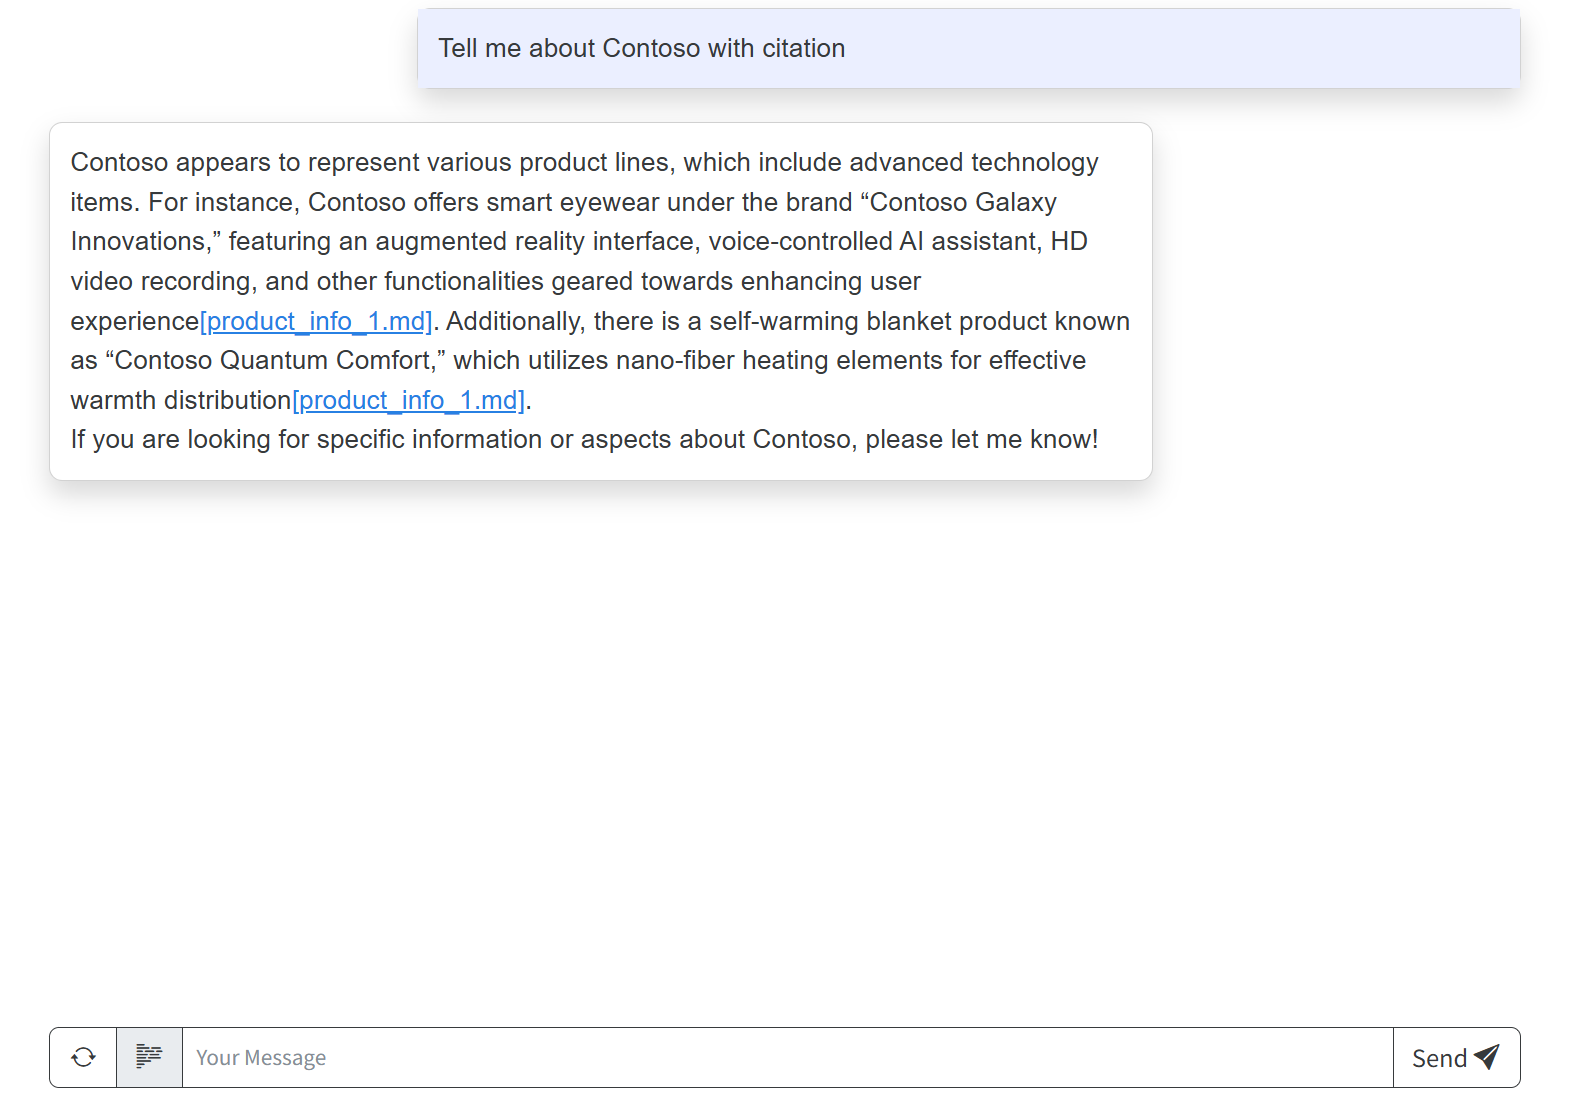 Tell me about Contoso with citation
Contoso appears to represent various product lines, which include advanced technology
items. For instance, Contoso offers smart eyewear under the brand “Contoso Galaxy
Innovations,” featuring an augmented reality interface, voice-controlled AI assistant, HD
video recording, and other functionalities geared towards enhancing user
experience[product_info_1.md]. Additionally, there is a self-warming blanket product known
as “Contoso Quantum Comfort,” which utilizes nano-fiber heating elements for effective
warmth distribution[product_info_1.md].
If you are looking for specific information or aspects about Contoso, please let me know!
Your Message
Send